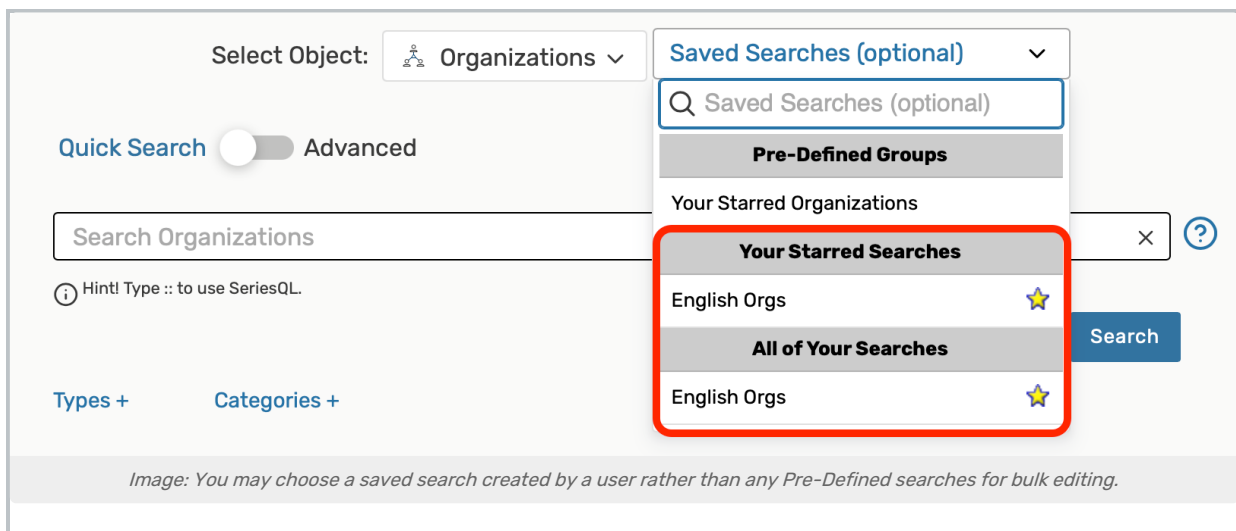 Select Object:
Organizations
Saved Searches (optional)
Saved Searches (optional)
Quick Search
Advanced
Pre-Defined Groups
Your Starred Organizations
Search Organizations
Your Starred Searches
Hint! Type :: to use SeriesQL.
English Orgs
Search
All of Your Searches
Types +
Categories +
English Orgs
Image: You may choose a saved search created by a user rather than any Pre-Defined searches for bulk editing.